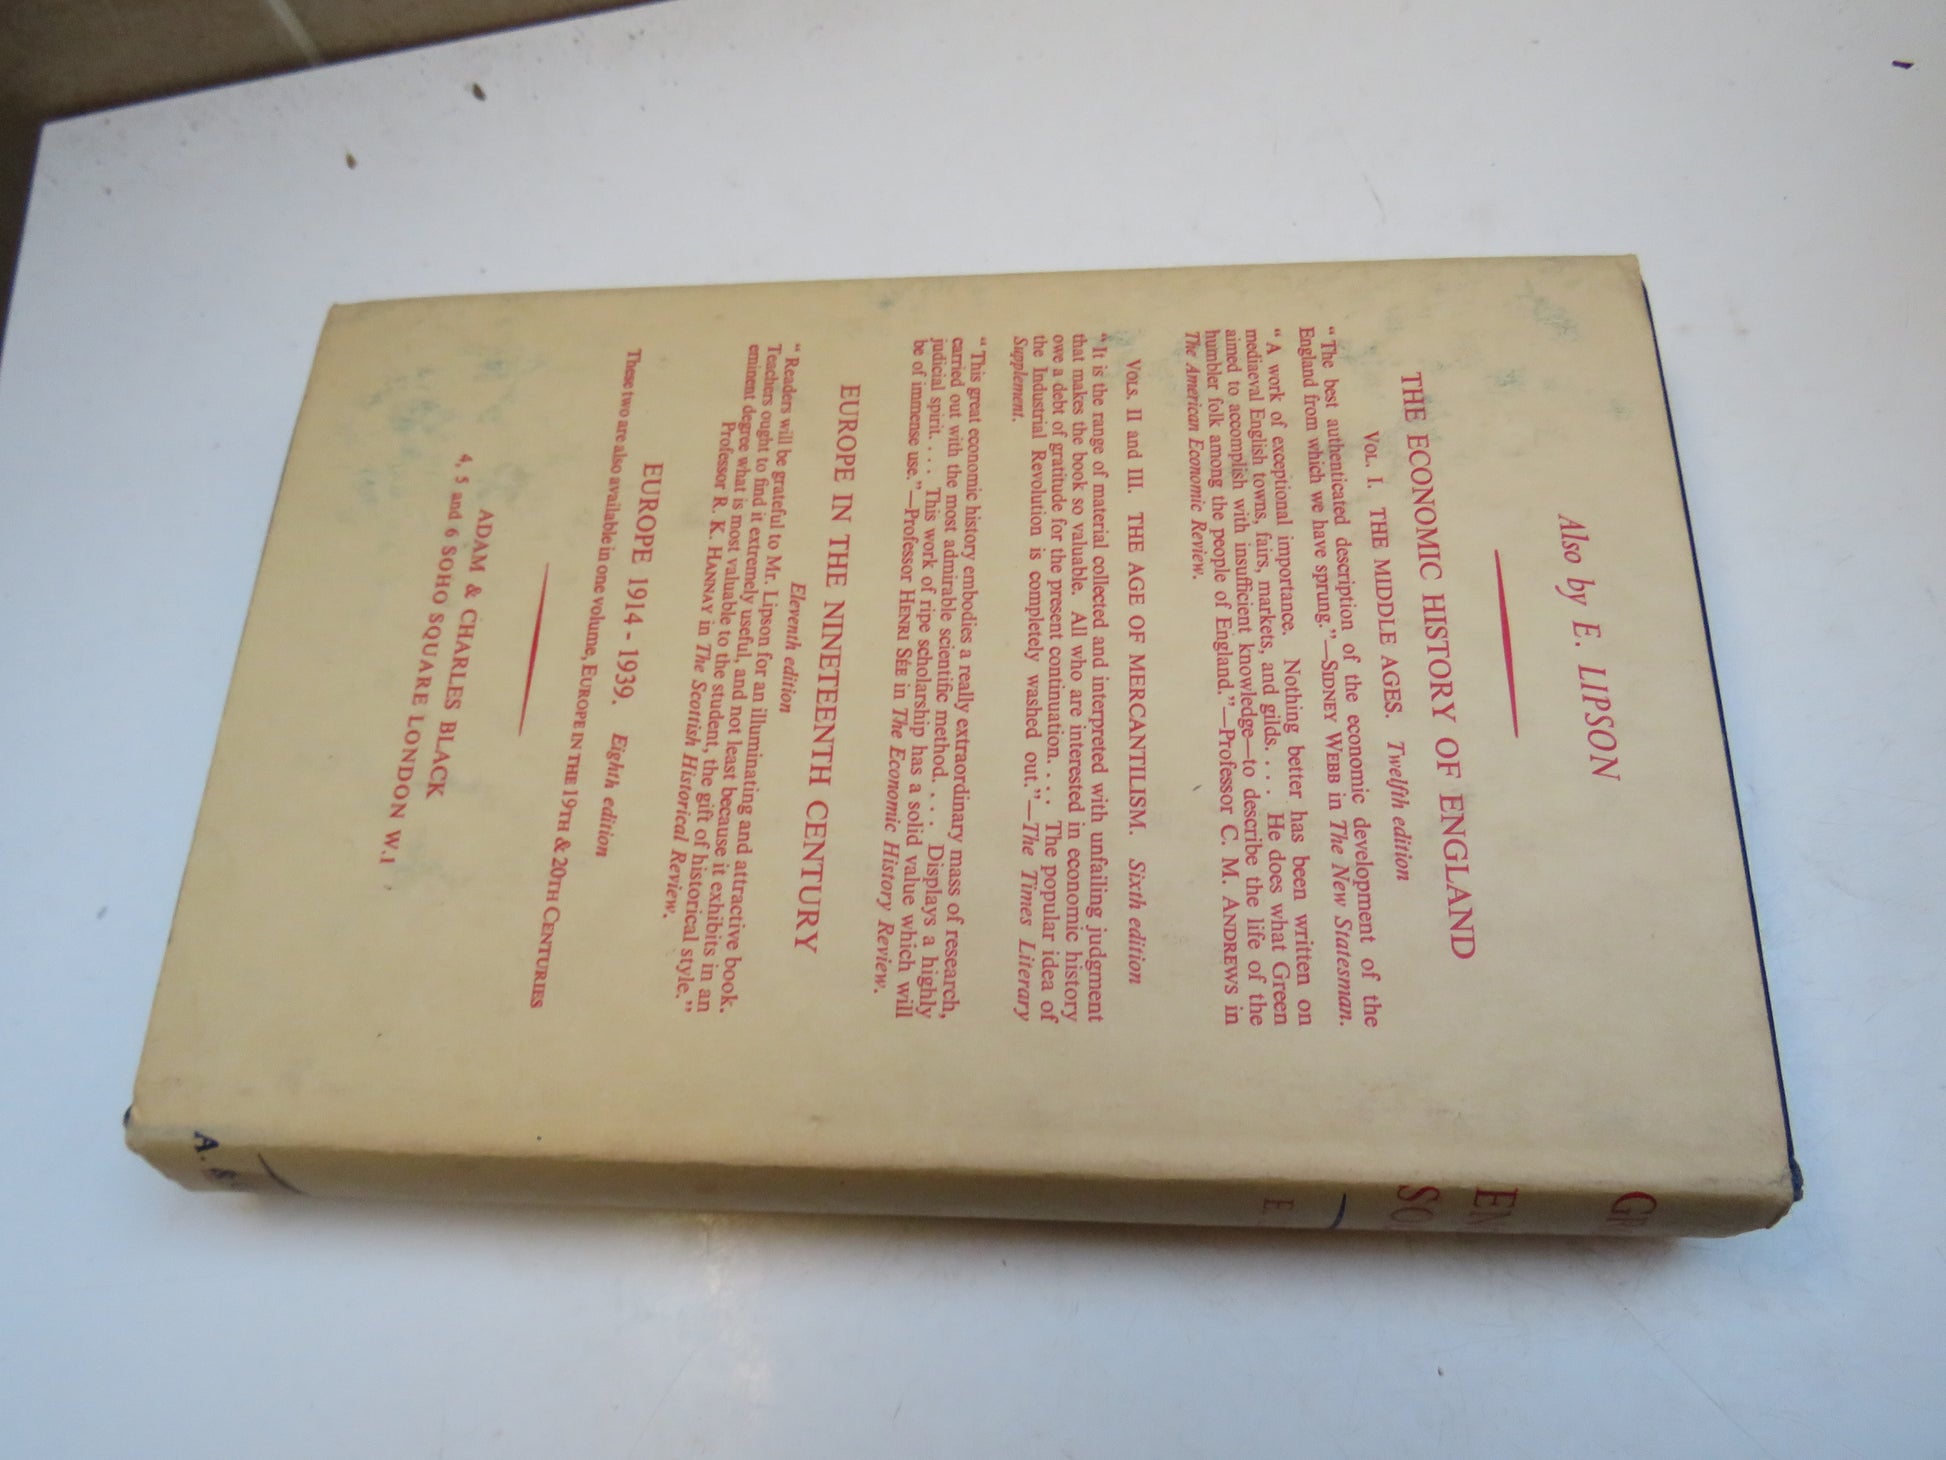 Also by E. LIPSON
THE ECONOMIC HISTORY OF ENGLAND
VOL. I. THE MIDDLE AGES. Twelfth edition
“The best authenticated description of the economic development of the
England from which we have sprung.”—SIDNEY WEBB in The New Statesman.
“A work of exceptional importance. Nothing better has been written on
mediaeval English towns, fairs, markets, and gilds. . . . He does what Green
aimed to accomplish with insufficient knowledge—to describe the life of the
humbler folk among the people of England.”—Professor C. M. ANDREWS in
The American Economic Review.
VOLS. II and III. THE AGE OF MERCANTILISM. Sixth edition
“It is the range of material collected and interpreted with unfailing judgment
that makes the book so valuable. All who are interested in economic history
owe a debt of gratitude for the present continuation. . . . The popular idea of
the Industrial Revolution is completely washed out.”—The Times Literary
Supplement.
“This great economic history embodies a really extraordinary mass of research,
carried out with the most admirable scientific method. . . . Displays a highly
judicial spirit. . . . This work of ripe scholarship has a solid value which will
be of immense use.”—Professor HENRI SÉE in The Economic History Review.
EUROPE IN THE NINETEENTH CENTURY
Eleventh edition
“Readers will be grateful to Mr. Lipson for an illuminating and attractive book.
Teachers ought to find it extremely useful, and not least because it exhibits in an
eminent degree what is most valuable to the student, the gift of historical style.”
Professor R. K. HANNAY in The Scottish Historical Review.
EUROPE 1914 - 1939. Eighth edition
These two are also available in one volume, EUROPE IN THE 19TH & 20TH CENTURIES
ADAM & CHARLES BLACK
4, 5 and 6 SOHO SQUARE LONDON W.1
G
EN
SO
E.
A. &